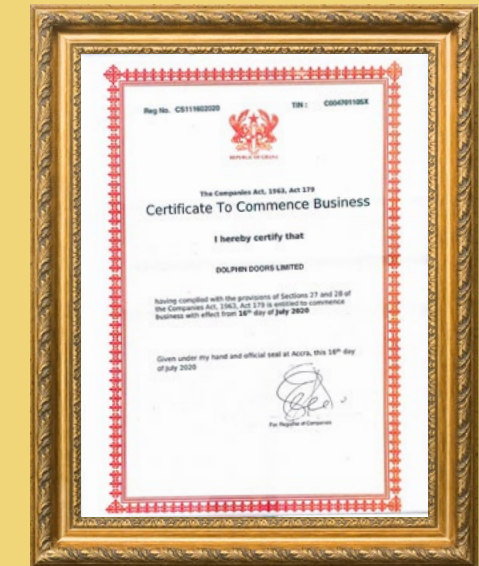 Reg No. CS111602020
TIN : C004701105X
REPUBLIC OF GHANA
The Companies Act, 1963, Act 179
Certificate To Commence Business
I hereby certify that
DOLPHIN DOORS LIMITED
having complied with the provisions of Sections 27 and 28 of
the Companies Act, 1963, Act 179 is entitled to commence
business with effect from 16th day of July 2020
Given under my hand and official seal at Accra, this 16th day
of July 2020
For Registrar of Companies